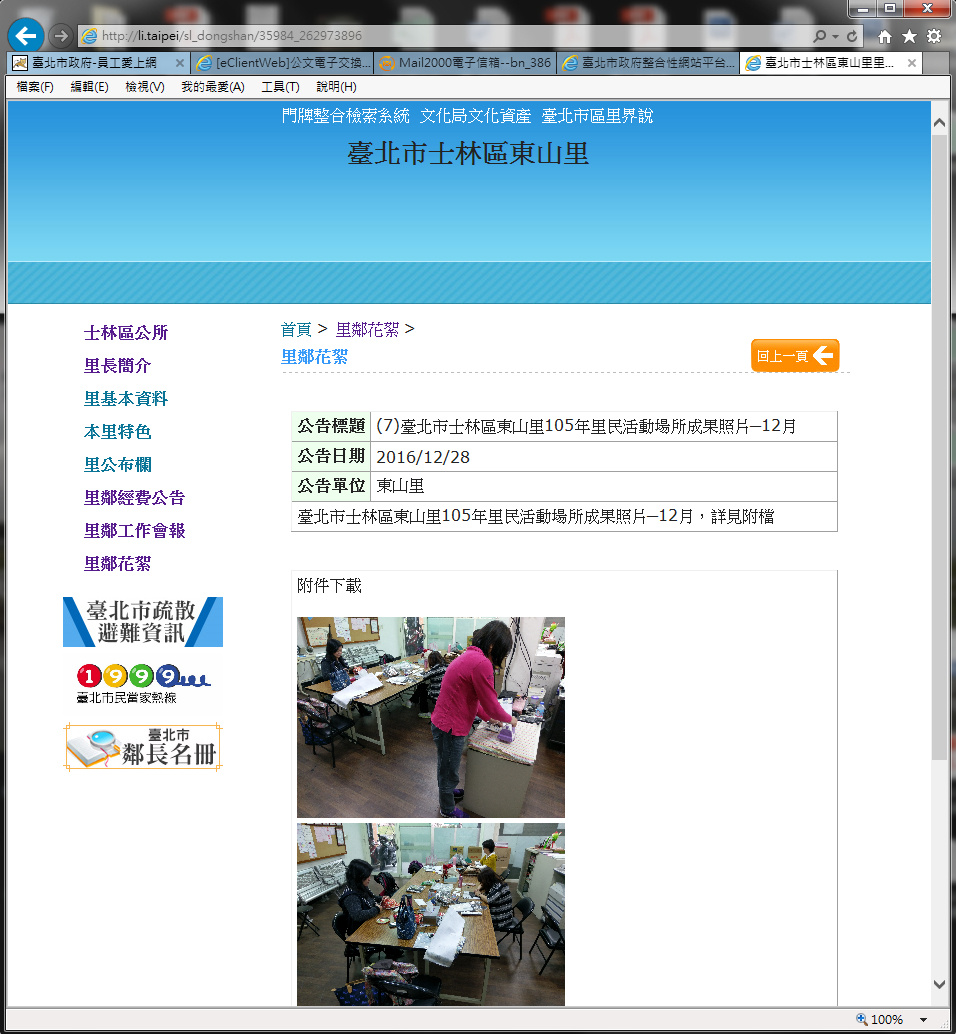 http://li.taipei/sl_dongshan/35984_262973896
臺北市政府-員工愛上網
[eClientWeb]公文電子交換...
Mail2000電子信箱--bn_386
臺北市政府整合性網站平台...
臺北市士林區東山里里...
檔案(F) 編輯(E) 檢視(V) 我的最愛(A) 工具(T) 說明(H)
門牌整合檢索系統 文化局文化資產 臺北市區里界說
臺北市士林區東山里
士林區公所
里長簡介
里基本資料
本里特色
里公布欄
里鄰經費公告
里鄰工作會報
里鄰花絮
臺北市疏散
避難資訊
1999
臺北市民當家熱線
臺北市
鄰長名冊
首頁 > 里鄰花絮 >
里鄰花絮
回上一頁
公告標題 (7)臺北市士林區東山里105年里民活動場所成果照片─12月
公告日期 2016/12/28
公告單位 東山里
臺北市士林區東山里105年里民活動場所成果照片─12月，詳見附檔
附件下載
100%